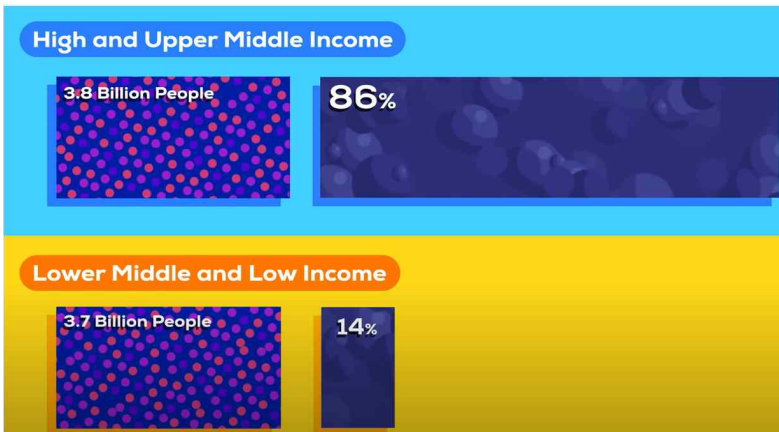 High and Upper Middle Income
3.8 Billion People
86%
Lower Middle and Low Income
3.7 Billion People
14%